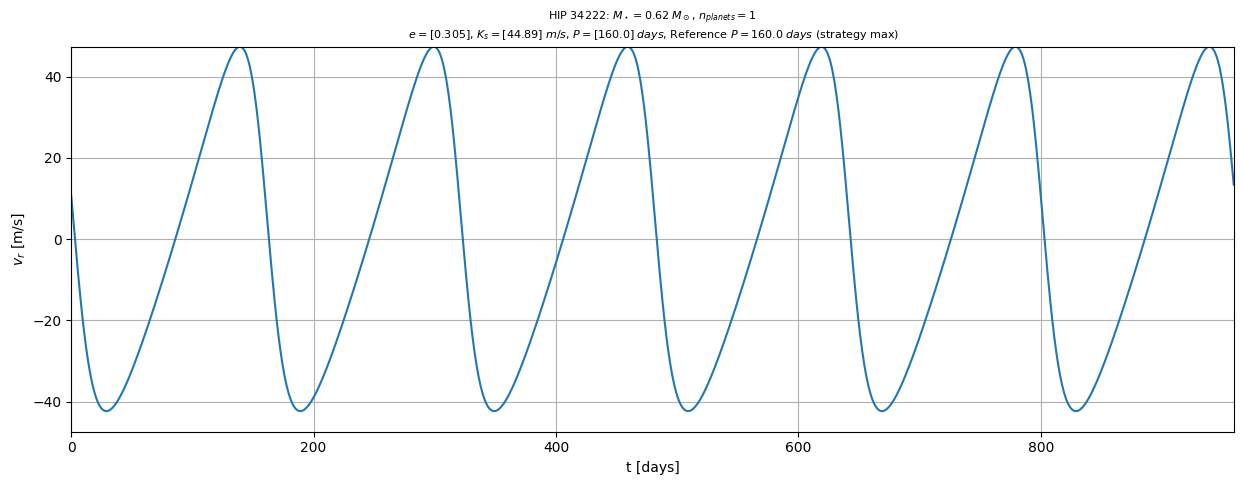 HIP 34222: M⋆ = 0.62 M⊙, nplanets = 1
e = [0.305], Ks = [44.89] m/s, P = [160.0] days, Reference P = 160.0 days (strategy max)
40
20
0
−20
−40
vr [m/s]
0 200 400 600 800
t [days]